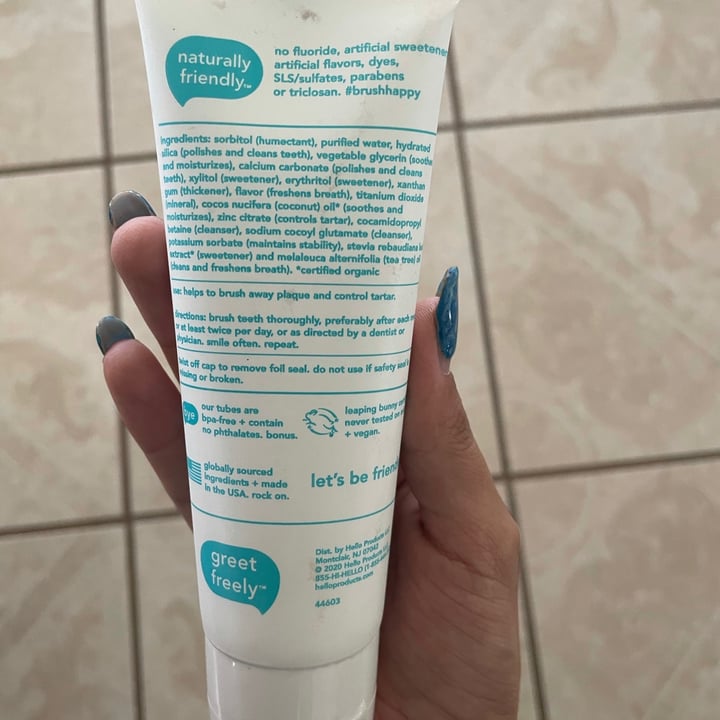 naturally
friendly™
no fluoride, artificial sweetener
artificial flavors, dyes,
SLS/sulfates, parabens
or triclosan. #brushhappy
ingredients: sorbitol (humectant), purified water, hydrated
silica (polishes and cleans teeth), vegetable glycerin (soothes
and moisturizes), calcium carbonate (polishes and cleans
teeth), xylitol (sweetener), erythritol (sweetener), xanthan
gum (thickener), flavor (freshens breath), titanium dioxide
(mineral), cocos nucifera (coconut) oil* (soothes and
moisturizes), zinc citrate (controls tartar), cocamidopropyl
betaine (cleanser), sodium cocoyl glutamate (cleanser),
potassium sorbate (maintains stability), stevia rebaudiana
extract* (sweetener) and melaleuca alternifolia (tea tree)
(cleans and freshens breath). *certified organic
use: helps to brush away plaque and control tartar.
directions: brush teeth thoroughly, preferably after each
or at least twice per day, or as directed by a dentist or
physician. smile often. repeat.
twist off cap to remove foil seal. do not use if safety seal
missing or broken.
bye
our tubes are
bpa-free + contain
no phthalates. bonus.
leaping bunny
never tested on
+ vegan.
globally sourced
ingredients + made
in the USA. rock on.
let's be
greet
freely™
Dist. by Hello Products
Montclair, NJ 07042
© 2020 Hello Products
855-HI-HELLO
helloproducts.com
44603